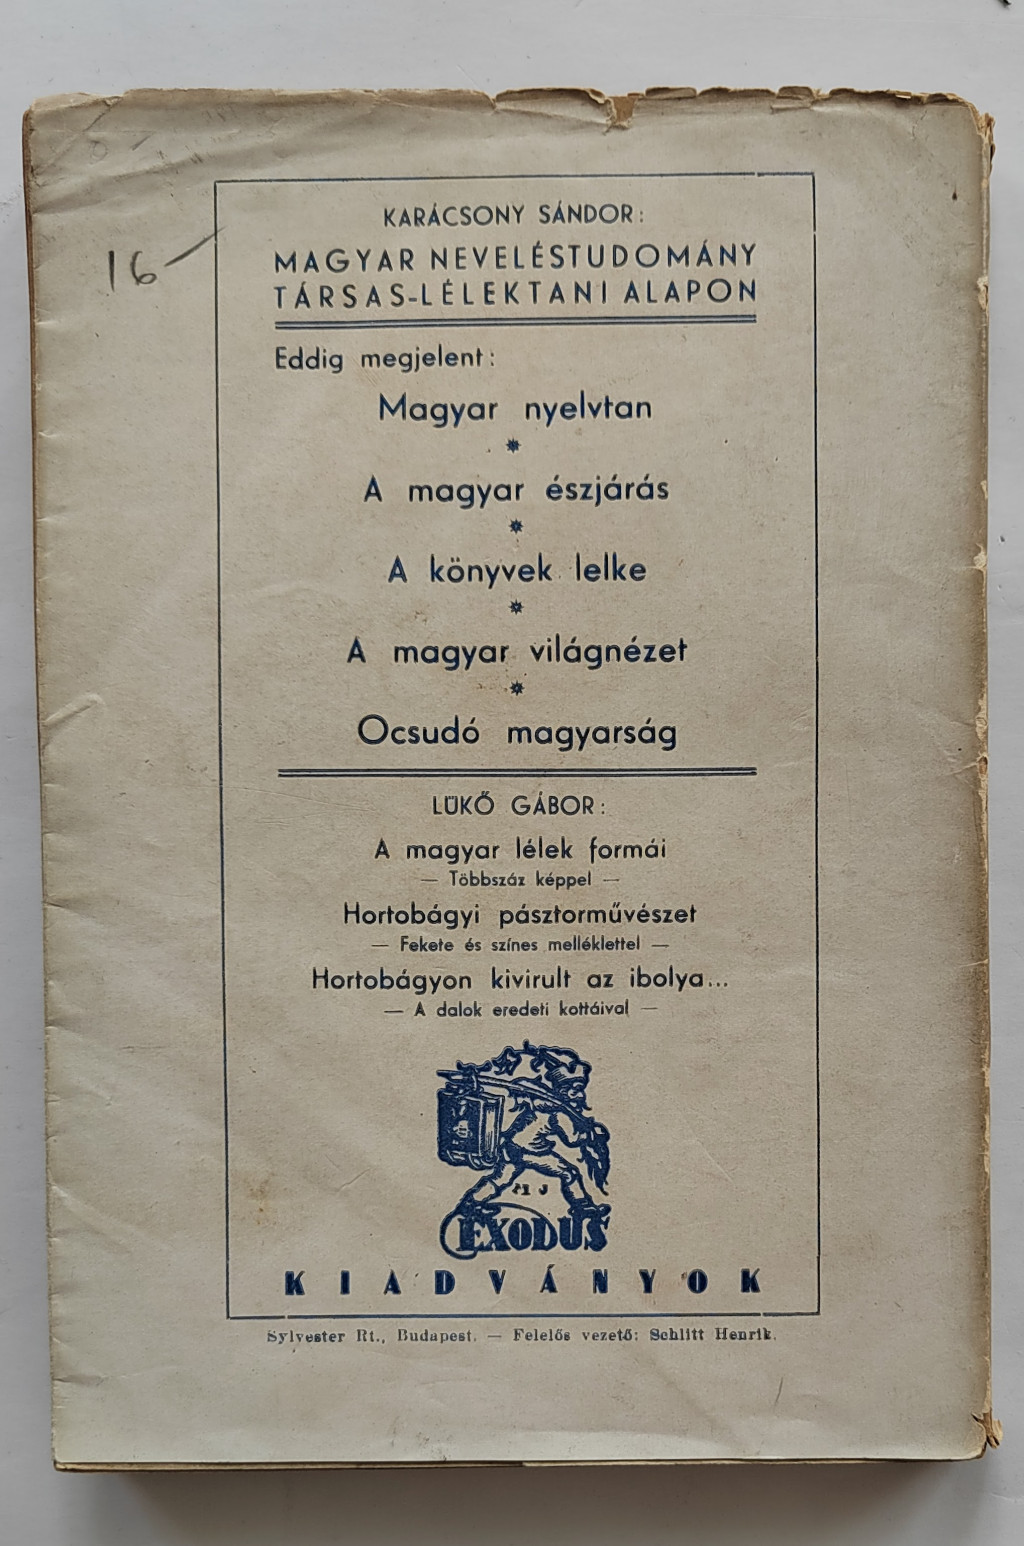 16 —
KARÁCSONY SÁNDOR:
MAGYAR NEVELÉSTUDOMÁNY
TÁRSAS-LÉLEKTANI ALAPON
Eddig megjelent:
Magyar nyelvtan
*
A magyar észjárás
*
A könyvek lelke
*
A magyar világnézet
*
Ocsudó magyarság
LÜKŐ GÁBOR:
A magyar lélek formái
— Többszáz képpel —
Hortobágyi pásztorművészet
— Fekete és színes melléklettel —
Hortobágyon kivirult az ibolya...
— A dalok eredeti kottáival —
EXODUS
KIADVÁNYOK
Sylvester Rt., Budapest. — Felelős vezető: Schlitt Henrik.